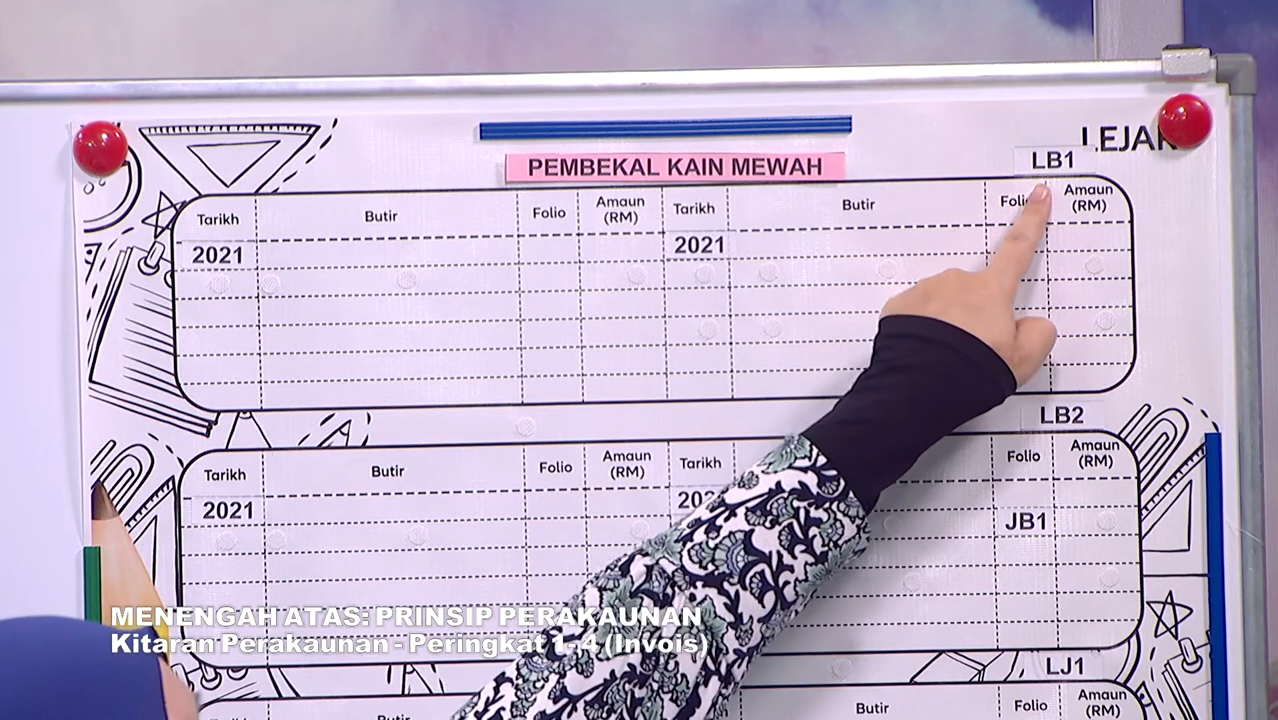 LEJAR
LB1
PEMBEKAL KAIN MEWAH
Tarikh Butir Folio Amaun (RM) Tarikh Butir Folio Amaun (RM)
2021 2021
LB2
Tarikh Butir Folio Amaun (RM) Tarikh Folio Amaun (RM)
2021
JB1
MENENGAH ATAS: PRINSIP PERAKAUNAN
Kitaran Perakaunan - Peringkat 1- 4 (Invois)
LJ1
Butir Butir Folio Amaun (RM)